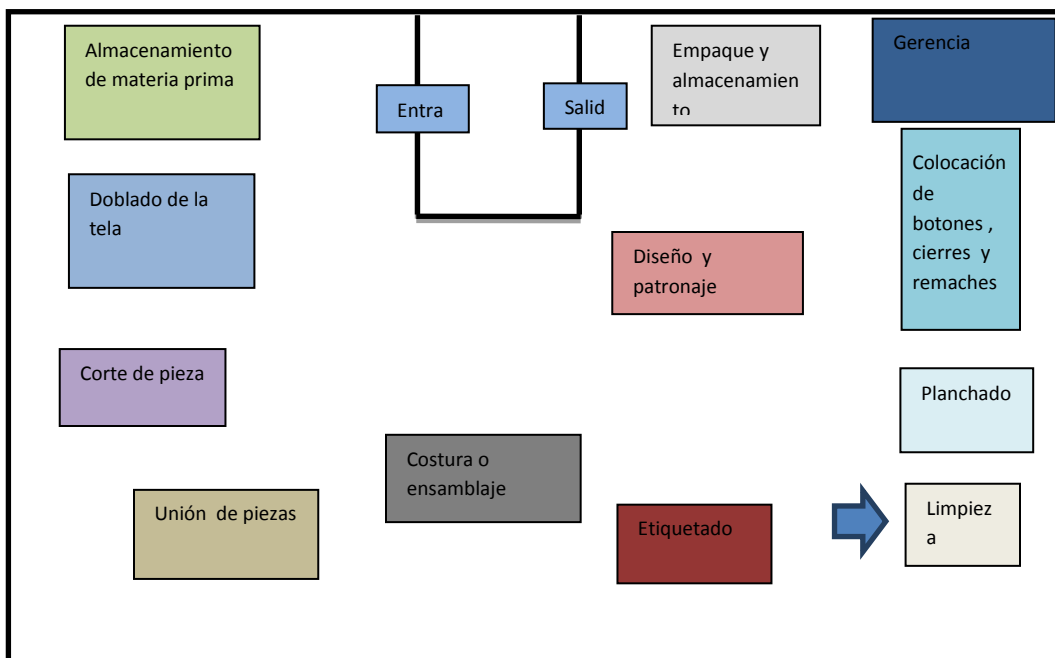 Almacenamiento
de materia prima
Entra
Salid
Empaque y
almacenamien
to
Gerencia
Doblado de la
tela
Colocación
de
botones ,
cierres y
remaches
Diseño y
patronaje
Corte de pieza
Planchado
Costura o
ensamblaje
Unión de piezas
Etiquetado
Limpiez
a